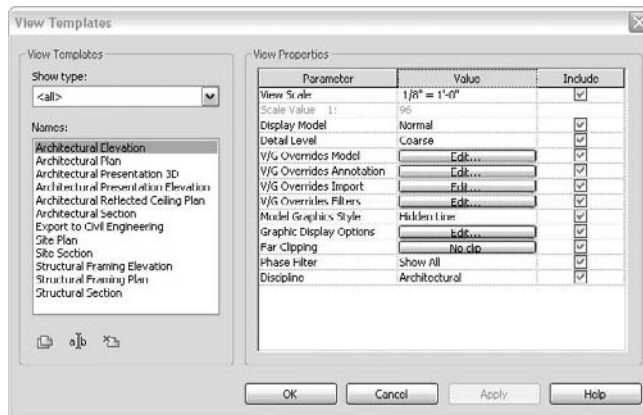 View Templates
View Templates
Show type:
<all>
Names:
Architectural Elevation
Architectural Plan
Architectural Presentation 3D
Architectural Presentation Elevation
Architectural Reflected Ceiling Plan
Architectural Section
Export to Civil Engineering
Site Plan
Site Section
Structural Framing Elevation
Structural Framing Plan
Structural Section
View Properties
Parameter Value Include
View Scale 1/8" = 1'-0"
Scale Value 1: 96
Display Model Normal
Detail Level Coarse
V/G Overrides Model Edit...
V/G Overrides Annotation Edit...
V/G Overrides Import Edit...
V/G Overrides Filters Edit...
Model Graphics Style Hidden Line
Graphic Display Options Edit...
Far Clipping No clip
Phase Filter Show All
Discipline Architectural
OK Cancel Apply Help